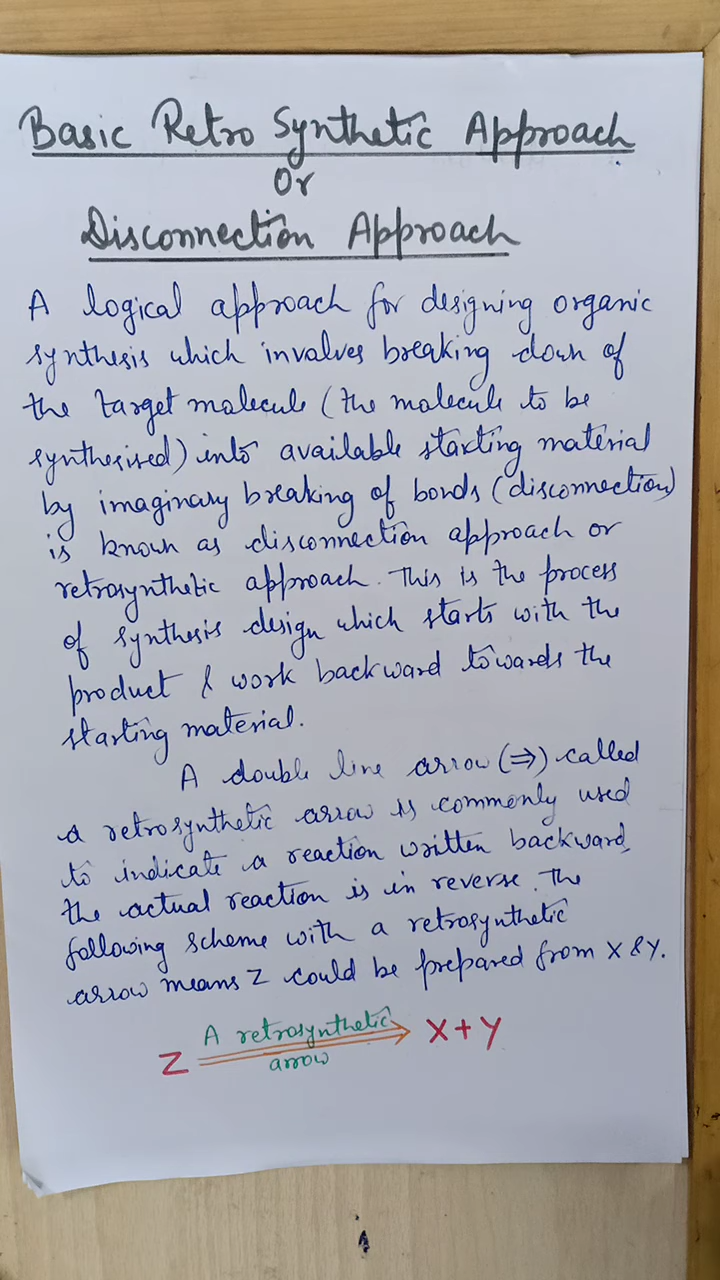 Basic Retro Synthetic Approach
Or
Disconnection Approach
A logical approach for designing organic
synthesis which involves breaking down of
the target molecule (the molecule to be
synthesised) into available starting material
by imaginary breaking of bonds (disconnection)
is known as disconnection approach or
retrosynthetic approach. This is the process
of synthesis design which starts with the
product & work backward towards the
starting material.
A double line arrow (⇒) called
a retrosynthetic arrow is commonly used
to indicate a reaction written backward,
the actual reaction is in reverse. The
following scheme with a retrosynthetic
arrow means Z could be prepared from X & Y.
A retrosynthetic
Z ⇒ X + Y
arrow